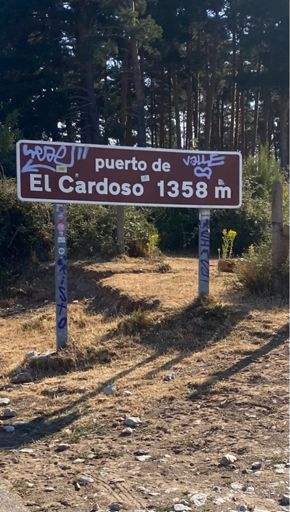 puerto de
El Cardoso 1358 m